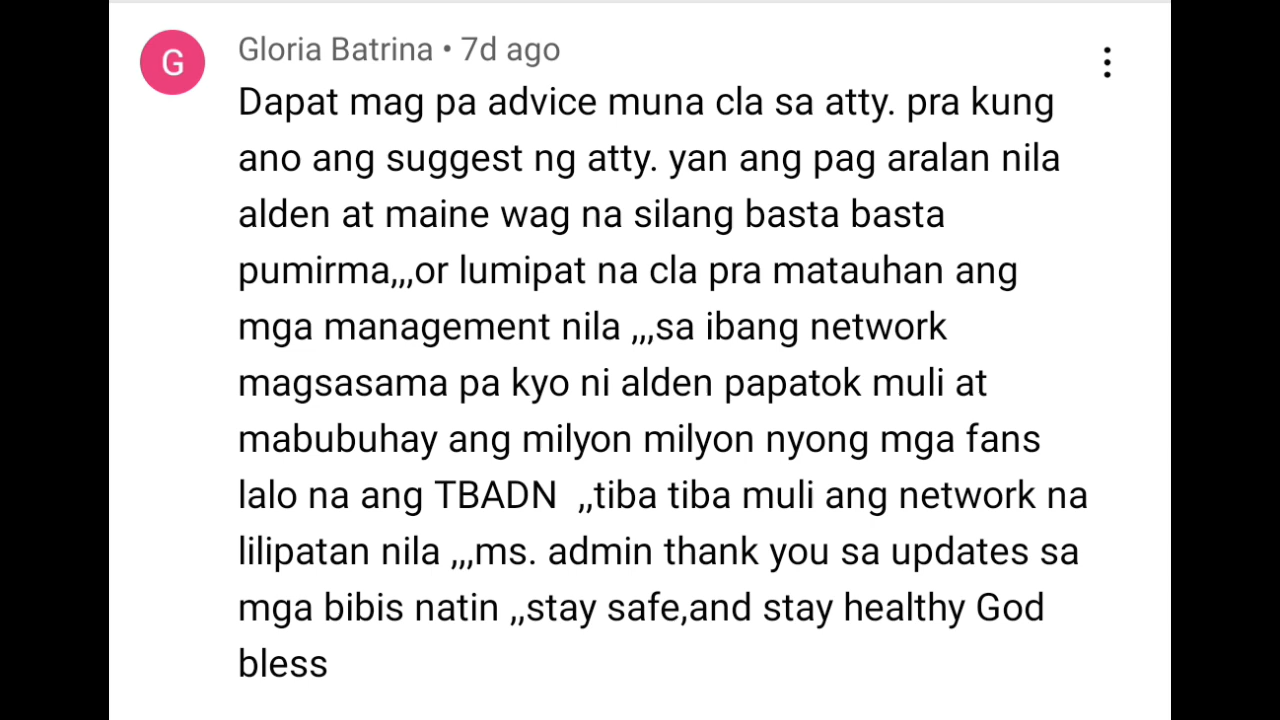 G
Gloria Batrina • 7d ago
Dapat mag pa advice muna cla sa atty. pra kung
ano ang suggest ng atty. yan ang pag aralan nila
alden at maine wag na silang basta basta
pumirma,,,or lumipat na cla pra matauhan ang
mga management nila ,,,sa ibang network
magsasama pa kyo ni alden papatok muli at
mabubuhay ang milyon milyon nyong mga fans
lalo na ang TBADN  ,,tiba tiba muli ang network na
lilipatan nila ,,,ms. admin thank you sa updates sa
mga bibis natin ,,stay safe,and stay healthy God
bless